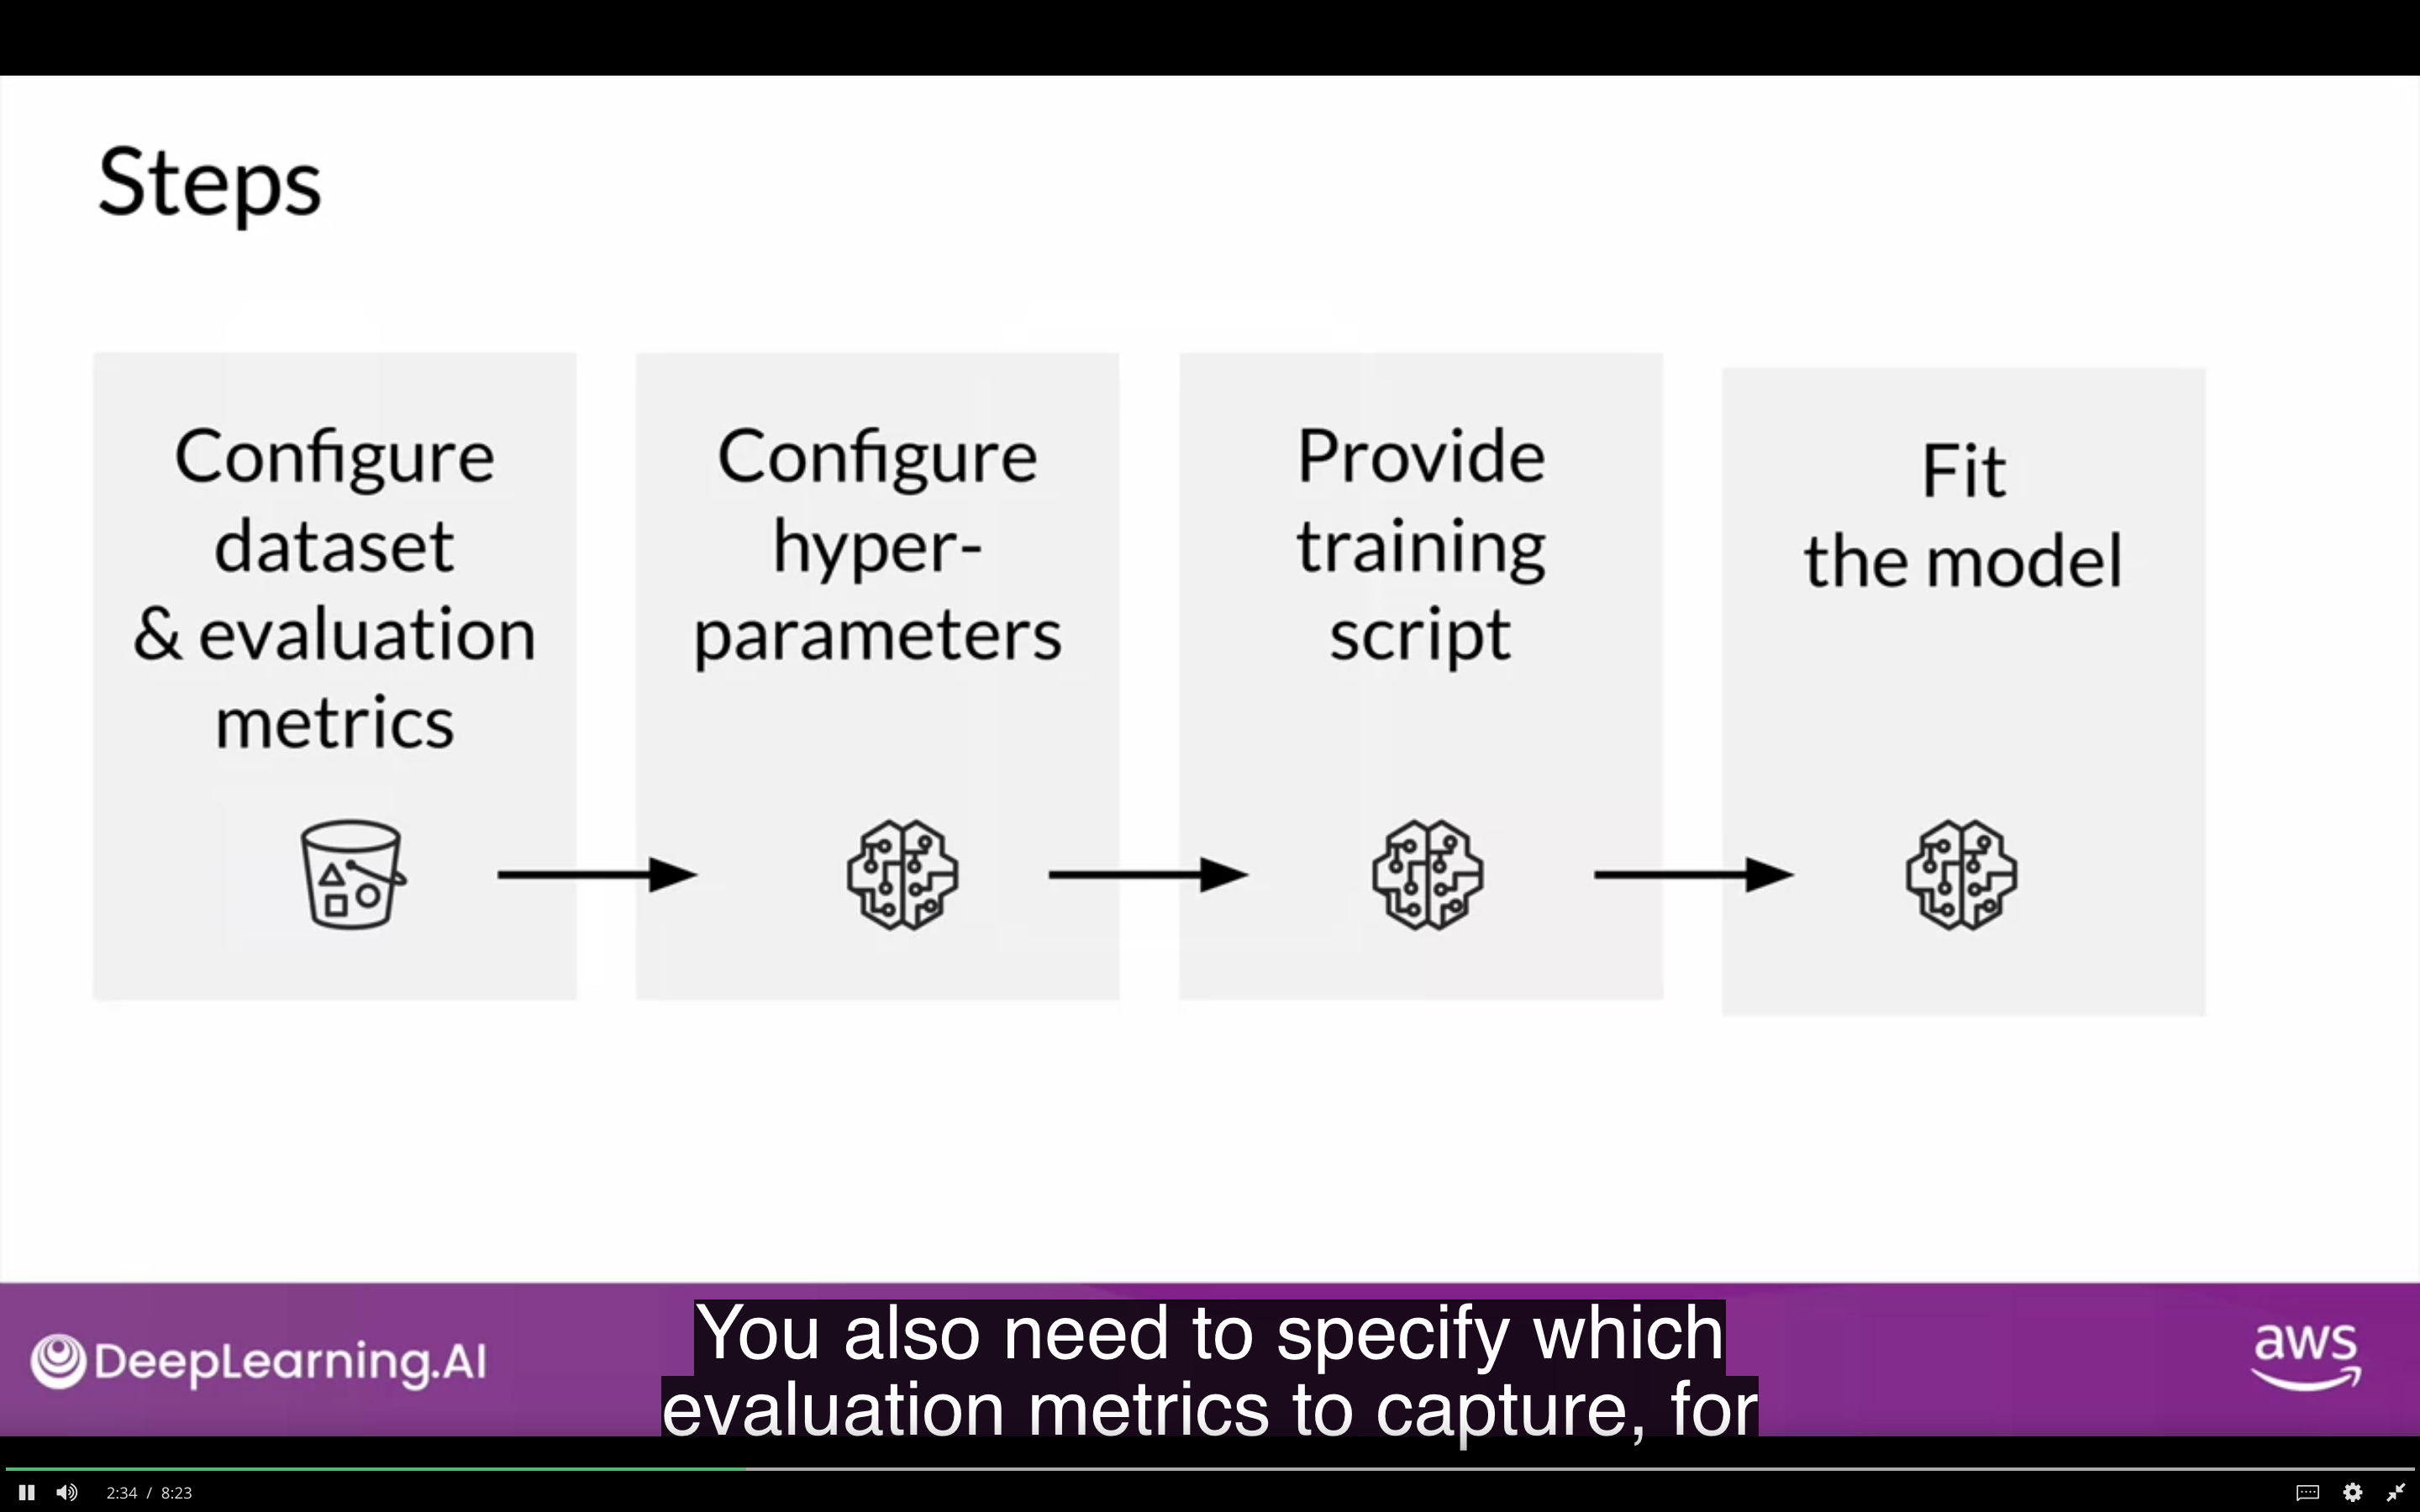 Steps
Configure
dataset
& evaluation
metrics
Configure
hyper-
parameters
Provide
training
script
Fit
the model
DeepLearning.AI
You also need to specify which
evaluation metrics to capture, for
aws
2:34 / 8:23